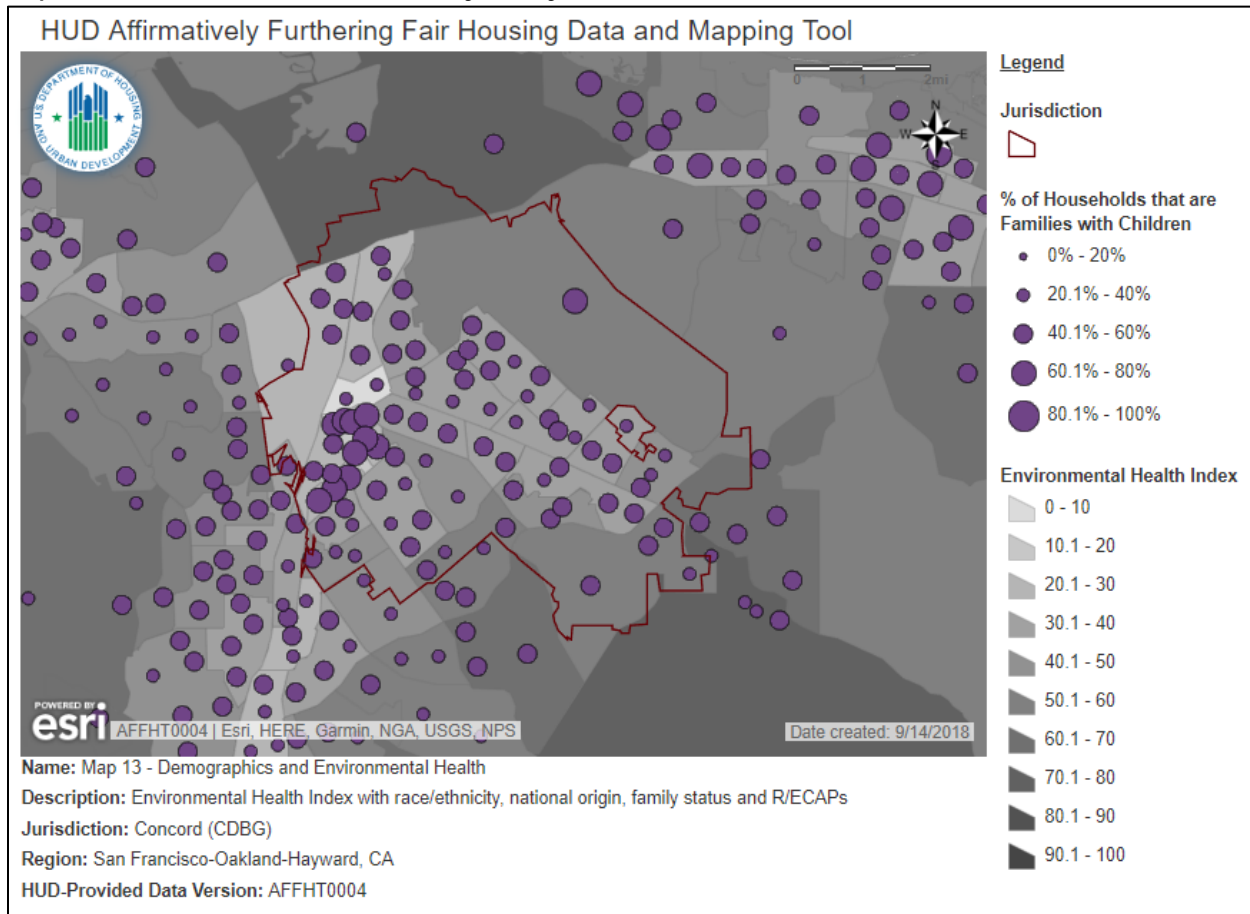 HUD Affirmatively Furthering Fair Housing Data and Mapping Tool
U.S. DEPARTMENT OF HOUSING
AND URBAN DEVELOPMENT
0 1 2mi
N
W E
S
POWERED BY
esri
AFFHT0004 | Esri, HERE, Garmin, NGA, USGS, NPS
Date created: 9/14/2018
Legend
Jurisdiction
% of Households that are
Families with Children
0% - 20%
20.1% - 40%
40.1% - 60%
60.1% - 80%
80.1% - 100%
Environmental Health Index
0 - 10
10.1 - 20
20.1 - 30
30.1 - 40
40.1 - 50
50.1 - 60
60.1 - 70
70.1 - 80
80.1 - 90
90.1 - 100
Name: Map 13 - Demographics and Environmental Health
Description: Environmental Health Index with race/ethnicity, national origin, family status and R/ECAPs
Jurisdiction: Concord (CDBG)
Region: San Francisco-Oakland-Hayward, CA
HUD-Provided Data Version: AFFHT0004